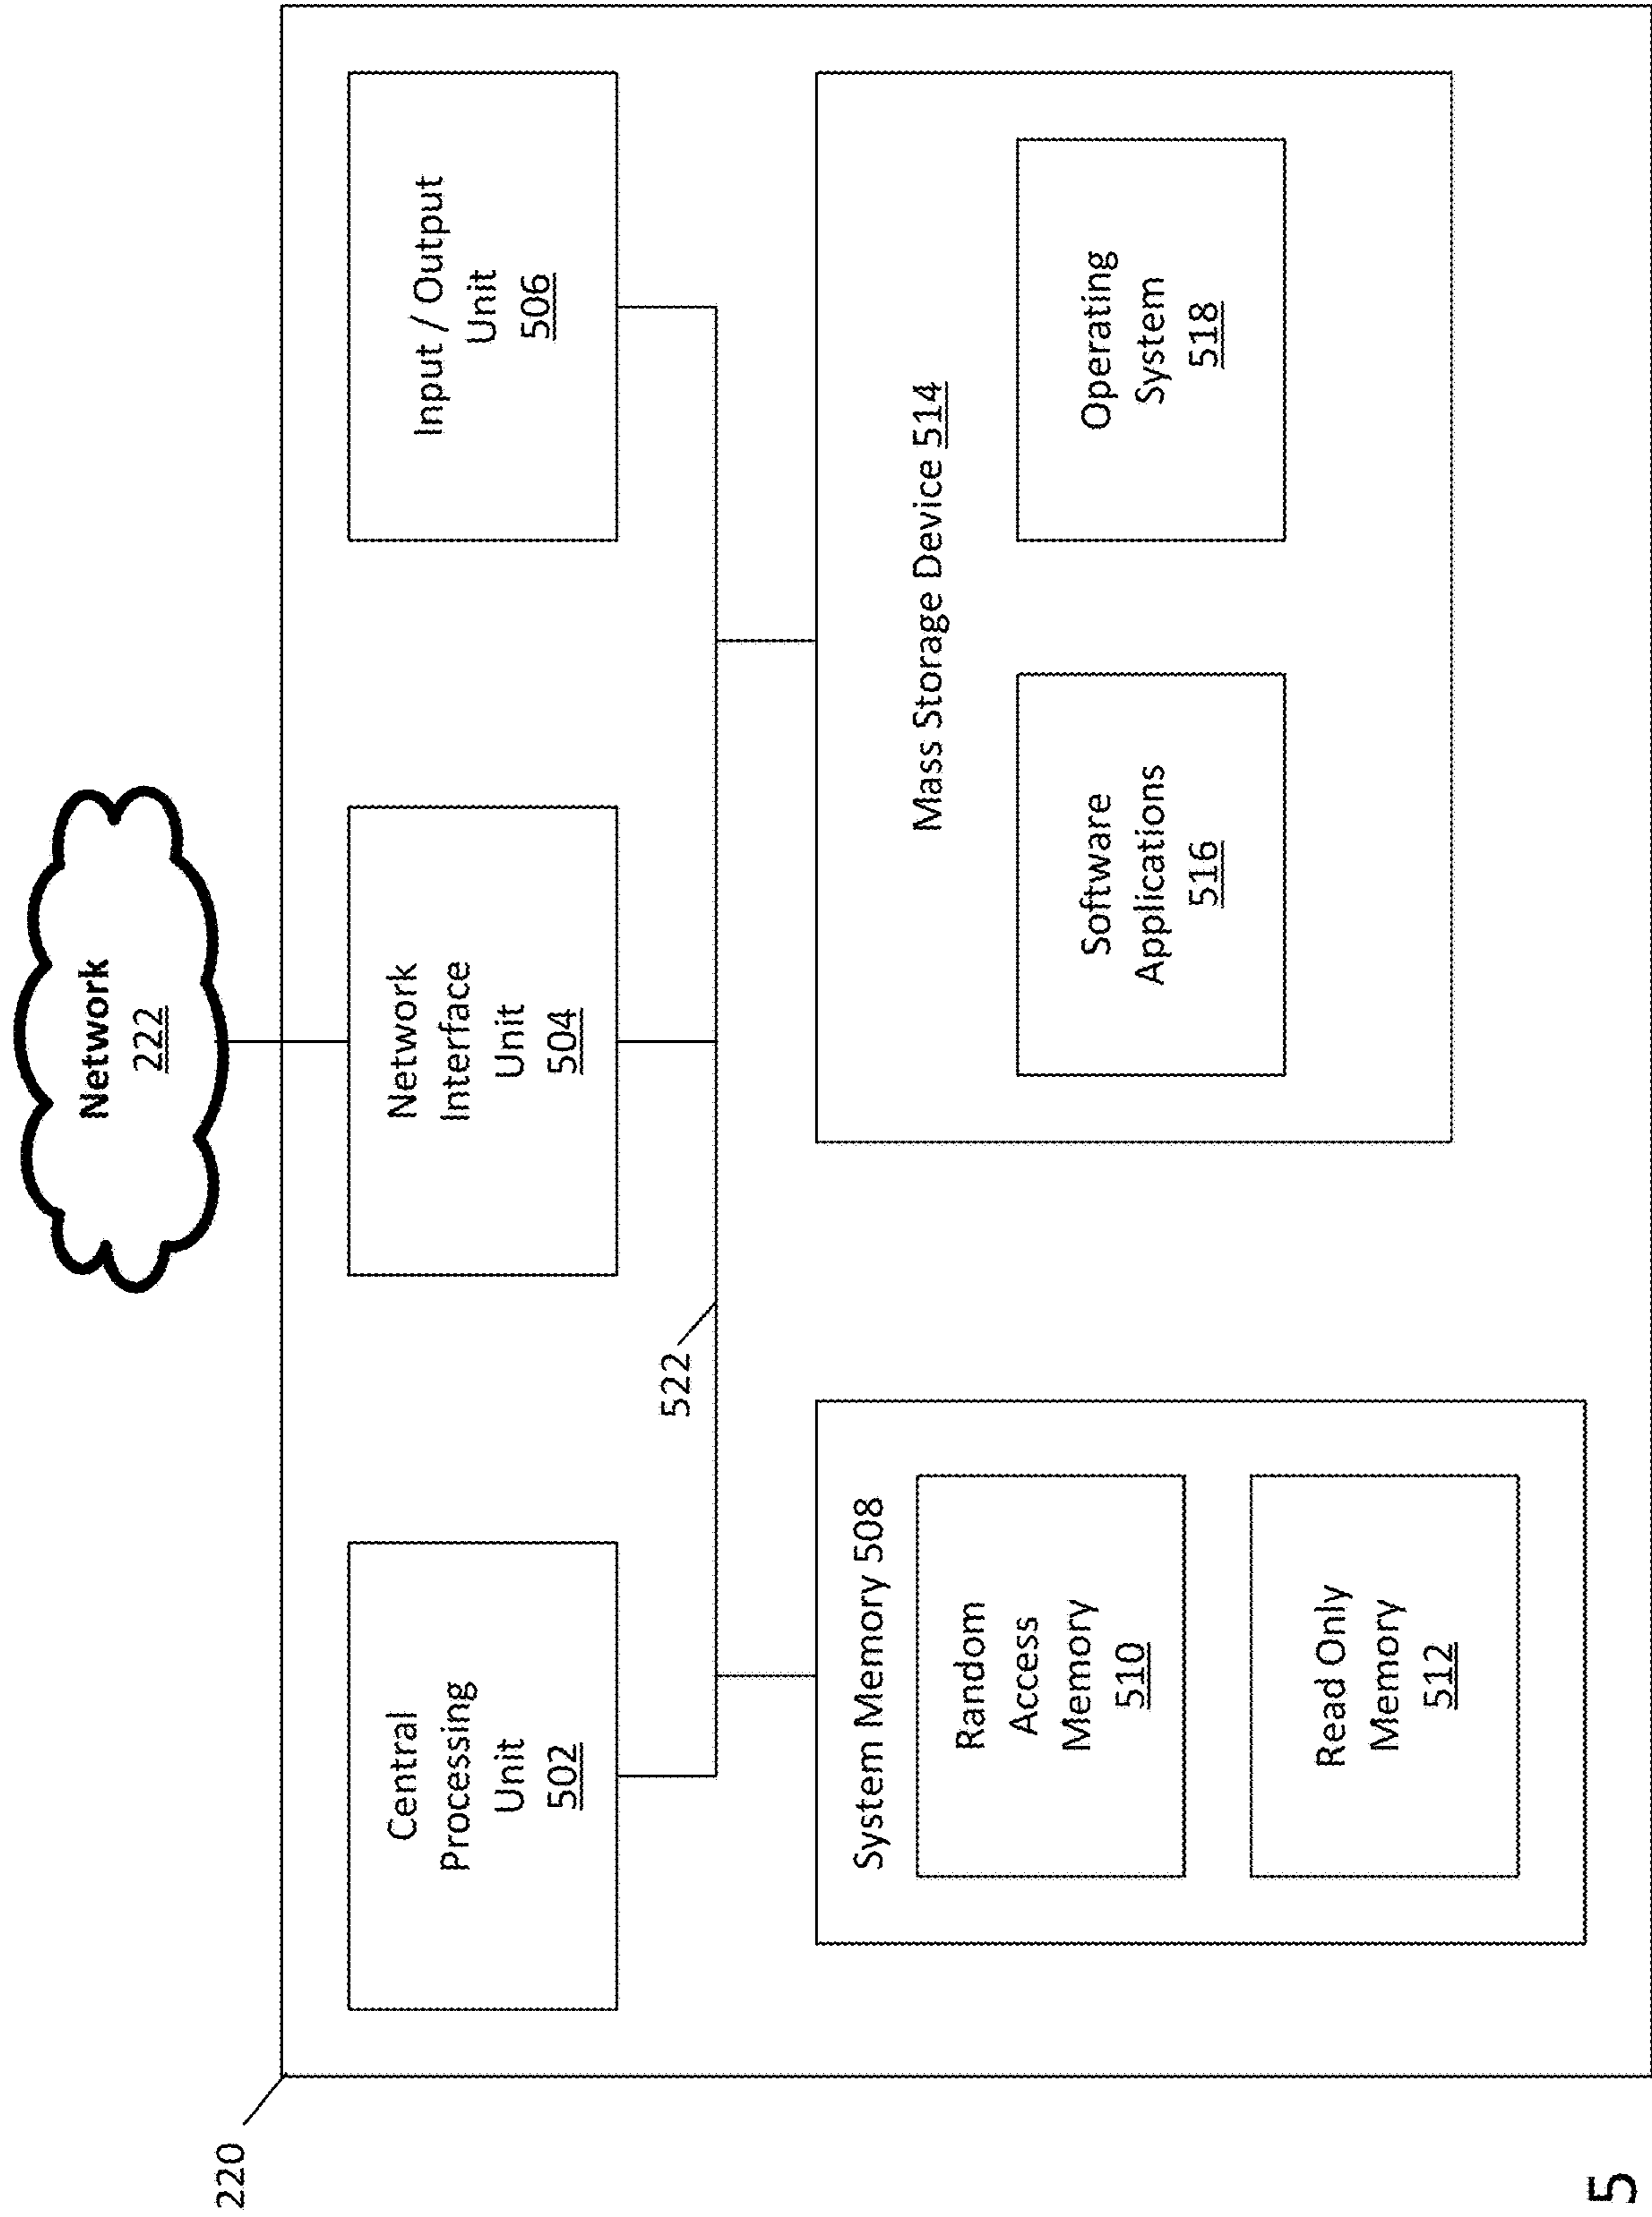 Network
222
220
Central
Processing
Unit
502
Network
Interface
Unit
504
Input / Output
Unit
506
522
System Memory 508
Random
Access
Memory
510
Read Only
Memory
512
Mass Storage Device 514
Software
Applications
516
Operating
System
518
5